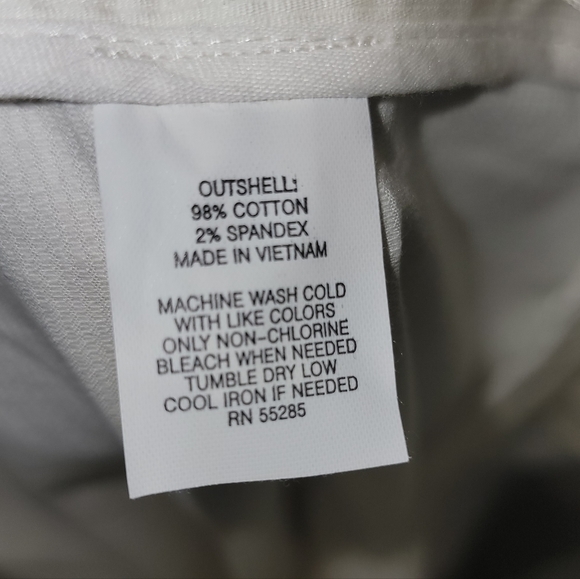 OUTSHELL:
98% COTTON
2% SPANDEX
MADE IN VIETNAM
MACHINE WASH COLD
WITH LIKE COLORS
ONLY NON-CHLORINE
BLEACH WHEN NEEDED
TUMBLE DRY LOW
COOL IRON IF NEEDED
RN 55285